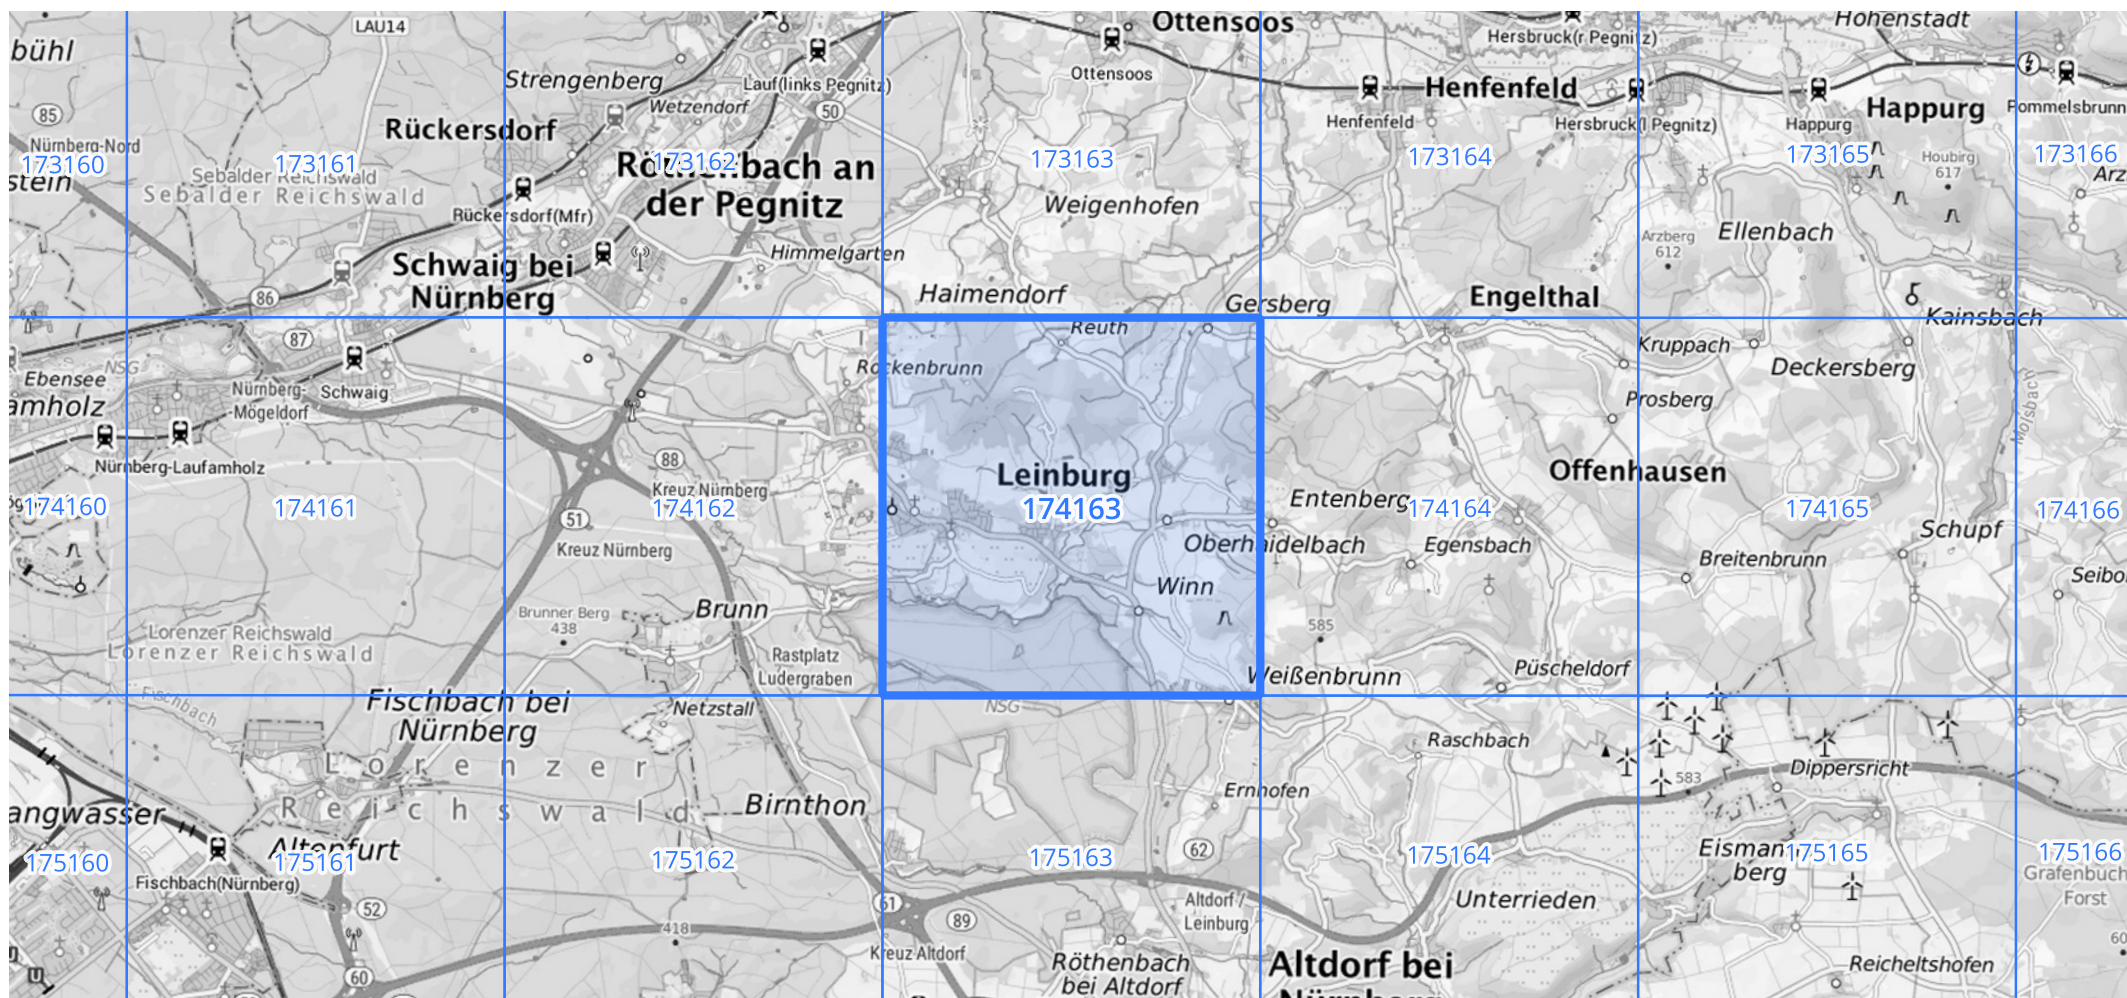 LAU14
Ottensoos
Hohenstadt
bühl
Hersbruck(r Pegnitz)
Strengenberg
Lauf(links Pegnitz)
Ottensoos
Henfenfeld
Happurg
Pommelsbrunn
Wetzendorf
50
85
Rückersdorf
Henfenfeld
Hersbruck(l Pegnitz)
Happurg
Nürnberg-Nord
173160
173161
173162
173163
173164
173165
173166
Houbirg
617
stein
Sebalder Reichswald
Sebalder Reichswald
der Pegnitz
Weigenhofen
Rückersdorf(Mfr)
Ellenbach
Arzberg
612
Himmelgarten
Schwaig bei
Nürnberg
86
Haimendorf
Gersberg
Engelthal
Kainsbach
87
Reuth
Kruppach
Deckersberg
NSG
Ebensee
Schwaig
Nürnberg-
Mögeldorf
amholz
Prosberg
Nürnberg-Laufamholz
88
Kreuz Nürnberg
Leinburg
Offenhausen
Entenberg
174160
174161
174162
174163
174164
174165
174166
51
Kreuz Nürnberg
Oberhaidelbach
Egensbach
Schupf
Breitenbrunn
Winn
Brunn
Brunner Berg
438
585
Lorenzer Reichswald
Lorenzer Reichswald
Rastplatz
Ludergraben
Weißenbrunn
Püscheldorf
Fischbach
Fischbach bei
Nürnberg
Netzstall
NSG
Raschbach
Lorenzer
Reichswald
583
Dippersricht
Ernhofen
Birnthon
angwasser
Altenfurt
175160
175161
175162
175163
175164
175165
175166
62
Eisman
berg
Fischbach(Nürnberg)
Grafenbuch
Forst
52
89
Altdorf /
Leinburg
Unterrieden
418
Kreuz Altdorf
60
Röthenbach
bei Altdorf
Altdorf bei
Nürnberg
Reicheltshofen
U